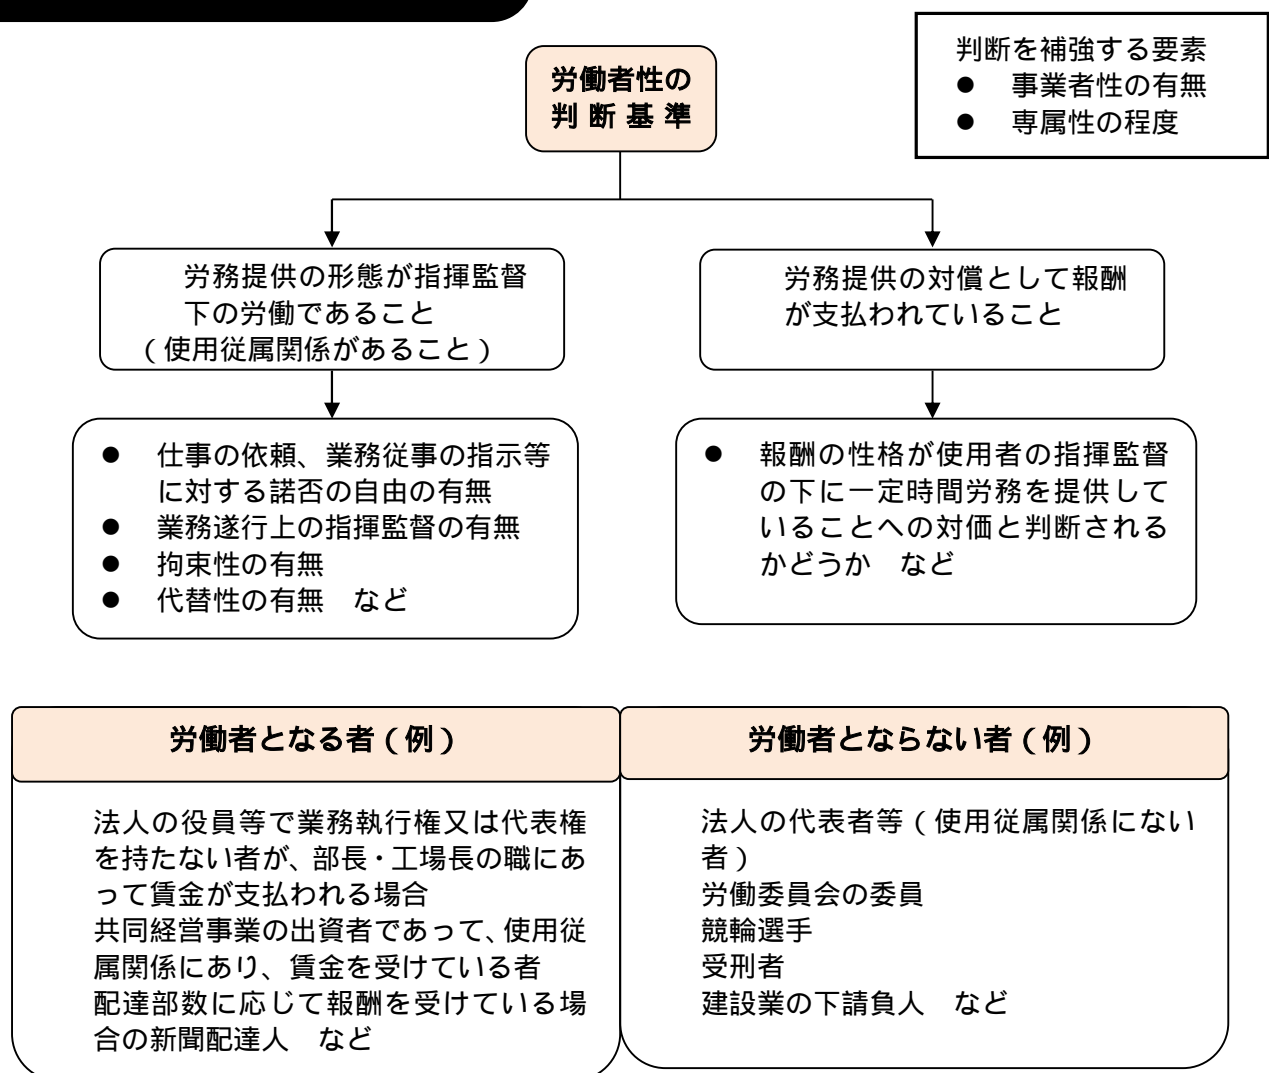 労働者性の
判断基準
判断を補強する要素
● 事業者性の有無
● 専属性の程度
労務提供の形態が指揮監督
下の労働であること
(使用従属関係があること)
労務提供の対償として報酬
が支払われていること
● 仕事の依頼、業務従事の指示等
に対する諾否の自由の有無
● 業務遂行上の指揮監督の有無
● 拘束性の有無
● 代替性の有無 など
● 報酬の性格が使用者の指揮監督
の下に一定時間労務を提供して
いることへの対価と判断される
かどうか など
労働者となる者(例)
法人の役員等で業務執行権又は代表権
を持たない者が、部長・工場長の職にあ
って賃金が支払われる場合
共同経営事業の出資者であって、使用従
属関係にあり、賃金を受けている者
配達部数に応じて報酬を受けている場
合の新聞配達人 など
労働者とならない者(例)
法人の代表者等(使用従属関係にない
者)
労働委員会の委員
競輪選手
受刑者
建設業の下請負人 など